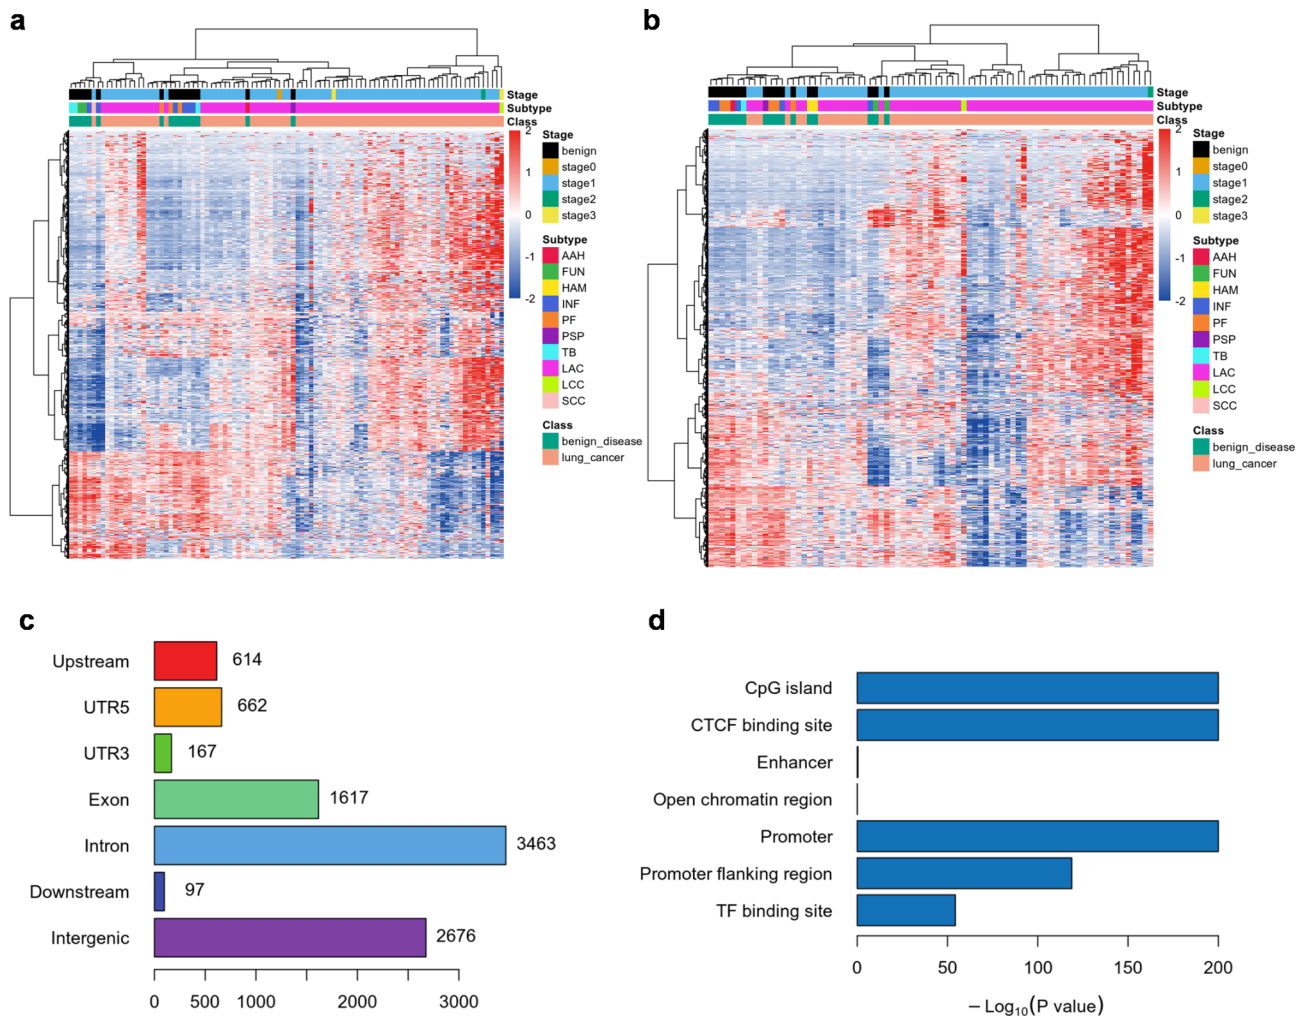 a
Stage
Subtype
Class
2
1
0
-1
-2
Stage
benign
stage0
stage1
stage2
stage3
Subtype
AAH
FUN
HAM
INF
PF
PSP
TB
LAC
LCC
SCC
Class
benign_disease
lung_cancer
b
Stage
Subtype
Class
2
1
0
-1
-2
Stage
benign
stage0
stage1
stage2
stage3
Subtype
AAH
FUN
HAM
INF
PF
PSP
TB
LAC
LCC
SCC
Class
benign_disease
lung_cancer
c
Upstream 614
UTR5 662
UTR3 167
Exon 1617
Intron 3463
Downstream 97
Intergenic 2676
0 500 1000 2000 3000
d
CpG island
CTCF binding site
Enhancer
Open chromatin region
Promoter
Promoter flanking region
TF binding site
0 50 100 150 200
− Log₁₀(P value)